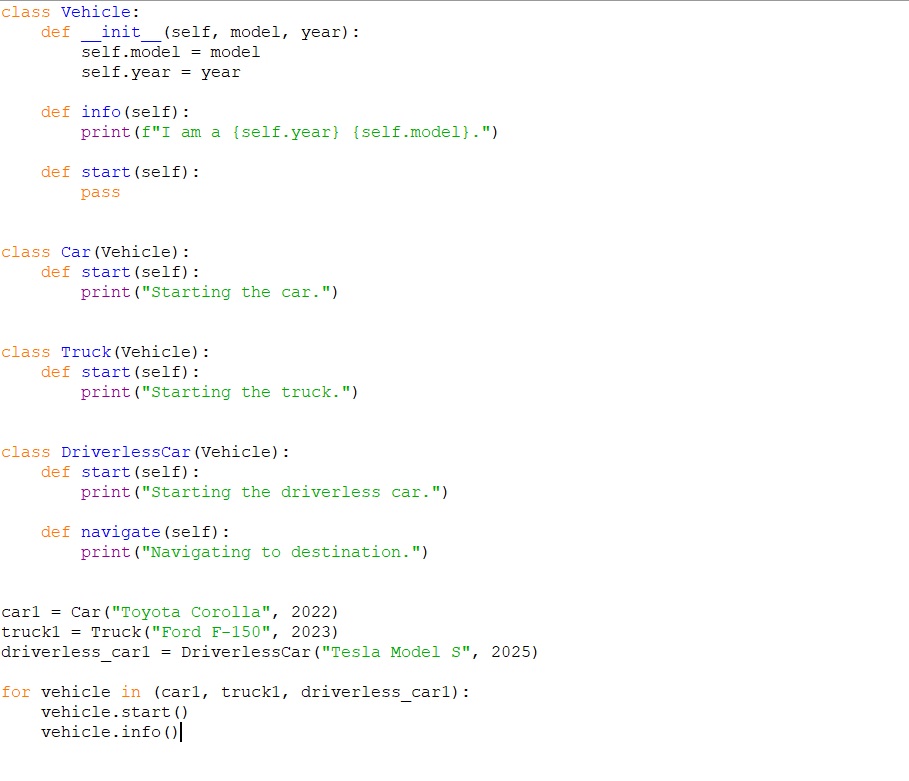 class Vehicle:
    def __init__(self, model, year):
        self.model = model
        self.year = year

    def info(self):
        print(f"I am a {self.year} {self.model}.")

    def start(self):
        pass


class Car(Vehicle):
    def start(self):
        print("Starting the car.")


class Truck(Vehicle):
    def start(self):
        print("Starting the truck.")


class DriverlessCar(Vehicle):
    def start(self):
        print("Starting the driverless car.")

    def navigate(self):
        print("Navigating to destination.")


car1 = Car("Toyota Corolla", 2022)
truck1 = Truck("Ford F-150", 2023)
driverless_car1 = DriverlessCar("Tesla Model S", 2025)

for vehicle in (car1, truck1, driverless_car1):
    vehicle.start()
    vehicle.info()